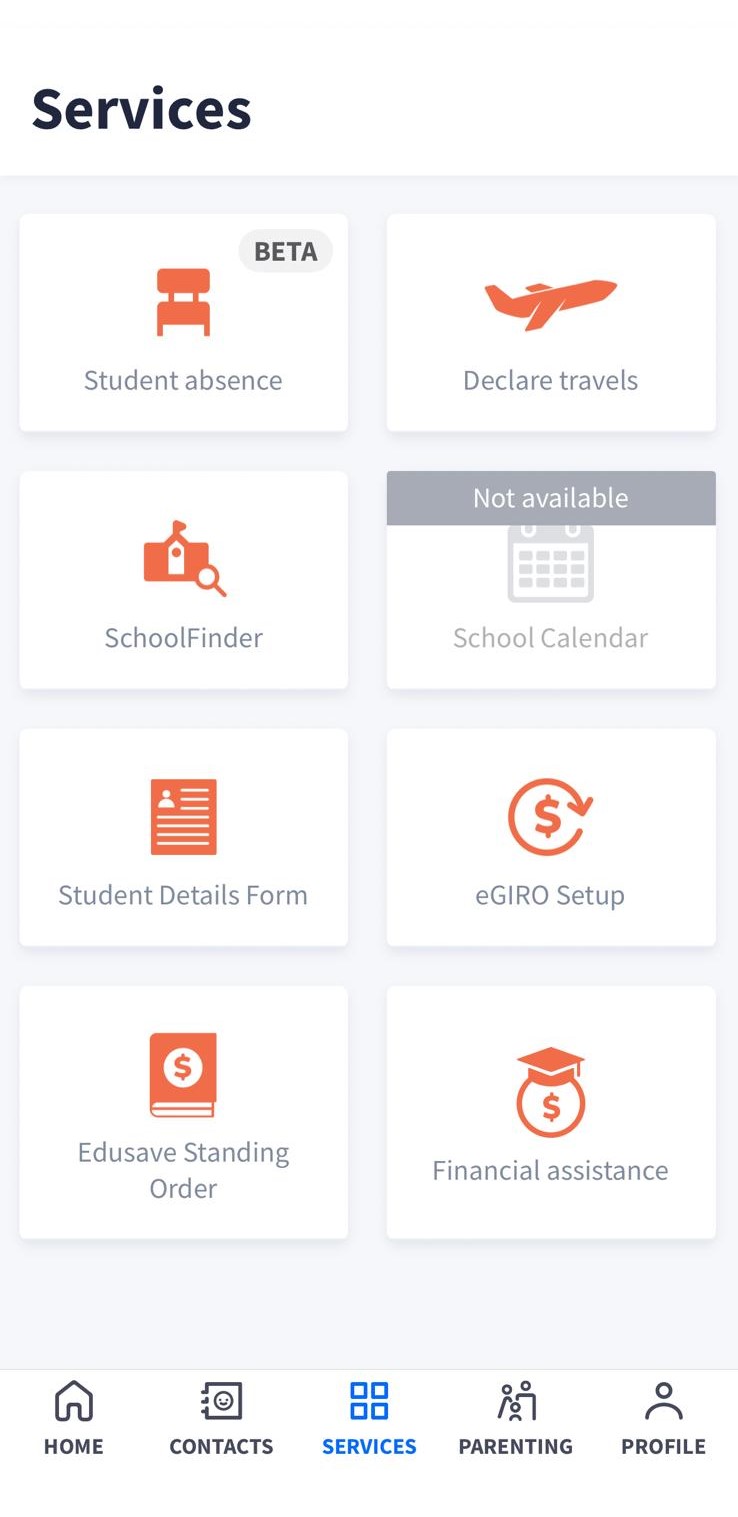 Services
BETA
Student absence
Declare travels
Not available
SchoolFinder
School Calendar
Student Details Form
eGIRO Setup
Edusave Standing
Order
Financial assistance
HOME
CONTACTS
SERVICES
PARENTING
PROFILE